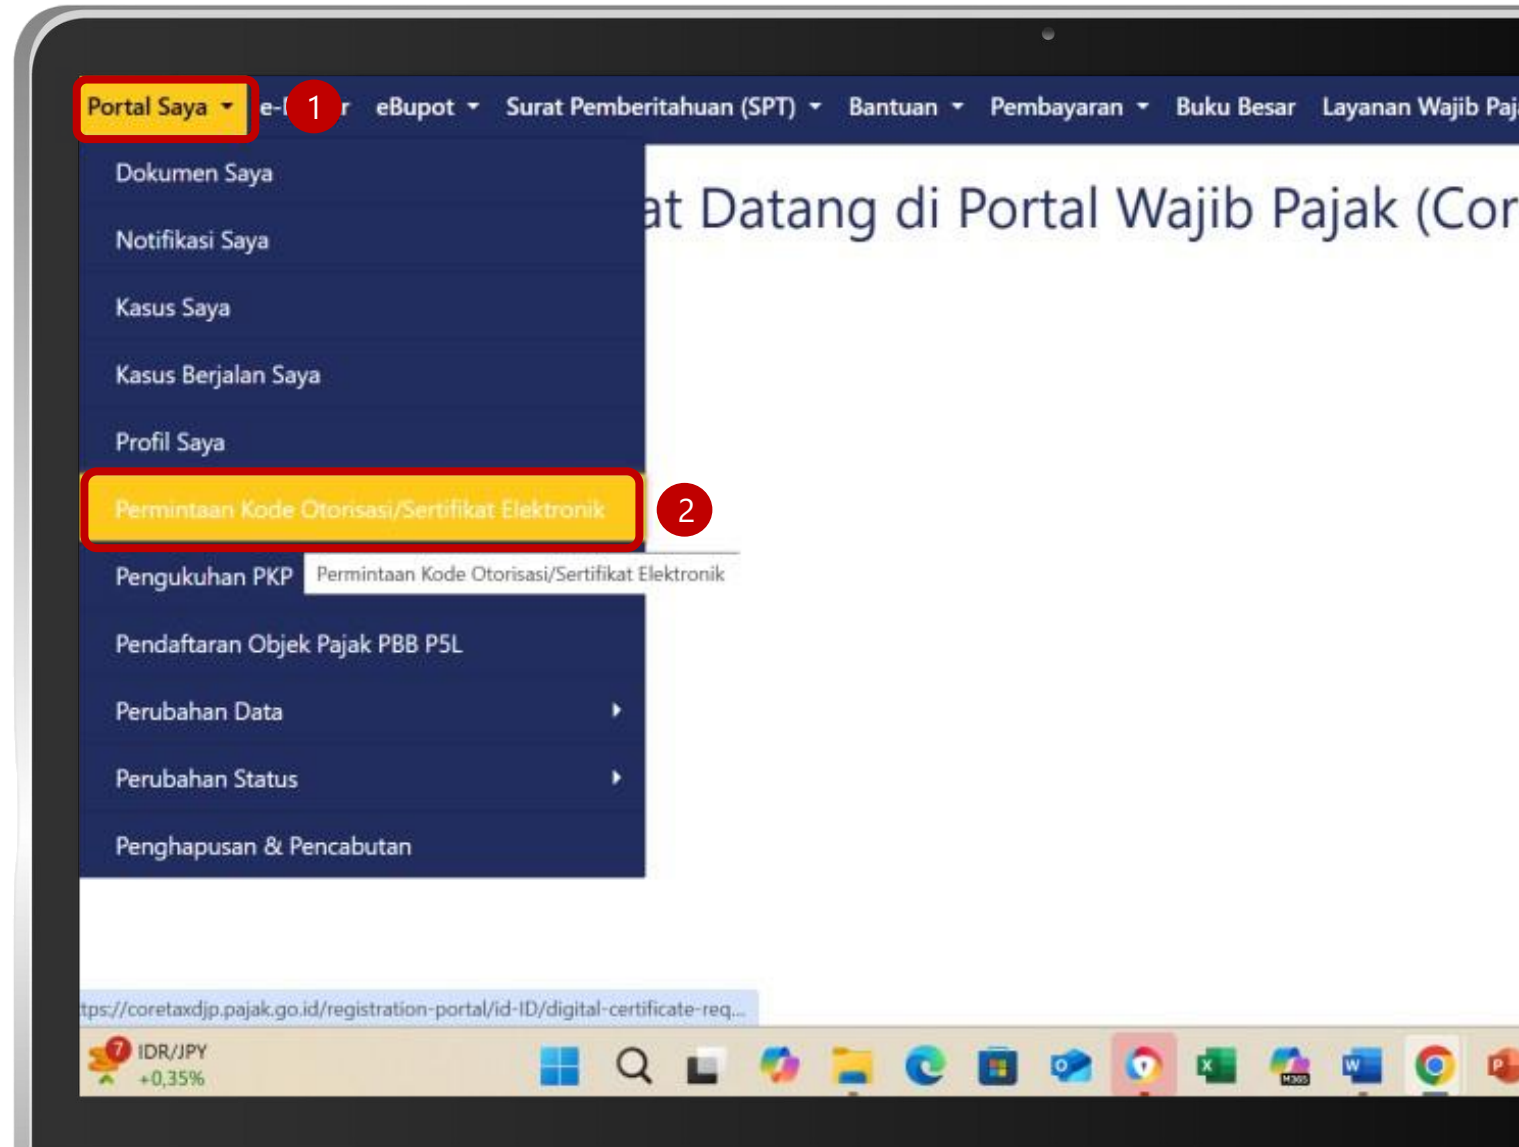 Portal Saya
1
eBupot
Surat Pemberitahuan (SPT)
Bantuan
Pembayaran
Buku Besar
Layanan Wajib Paj
Dokumen Saya
at Datang di Portal Wajib Pajak (Cor
Notifikasi Saya
Kasus Saya
Kasus Berjalan Saya
Profil Saya
Permintaan Kode Otorisasi/Sertifikat Elektronik
2
Pengukuhan PKP
Permintaan Kode Otorisasi/Sertifikat Elektronik
Pendaftaran Objek Pajak PBB P5L
Perubahan Data
Perubahan Status
Penghapusan & Pencabutan
tps://coretaxdjp.pajak.go.id/registration-portal/id-ID/digital-certificate-req...
7
IDR/JPY
+0,35%
M365